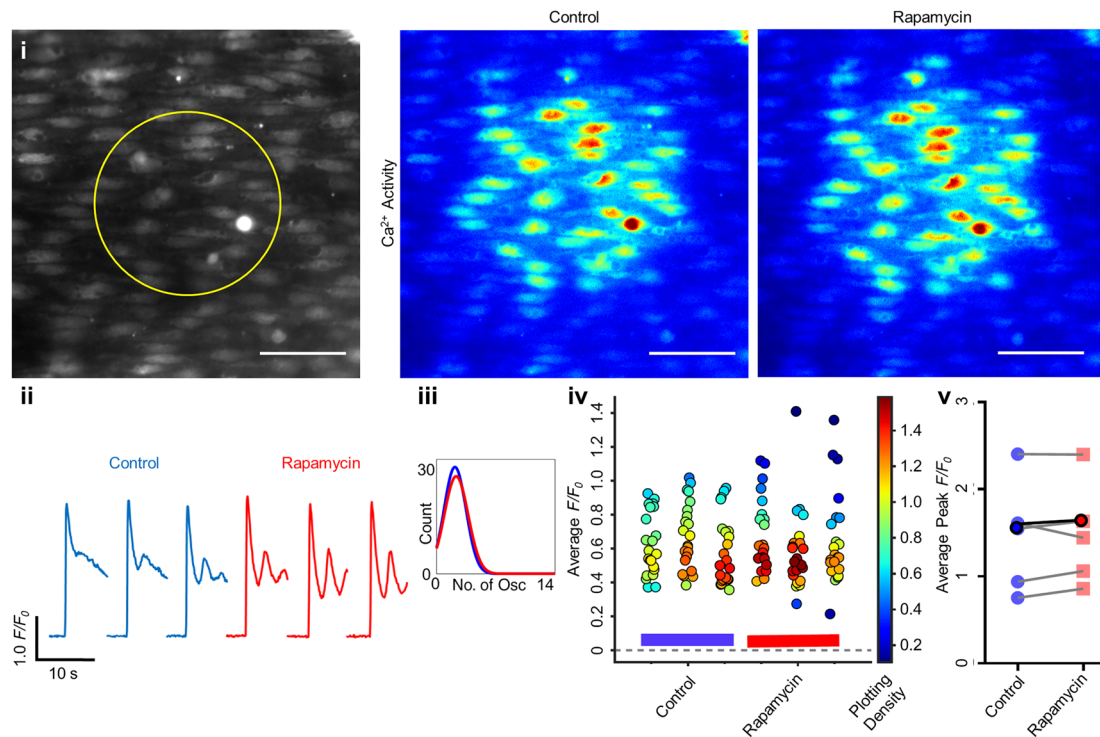 Control
Rapamycin
i
Ca²⁺ Activity
ii
Control
Rapamycin
1.0 F/F₀
10 s
iii
30
Count
0
0
No. of Osc
14
iv
Average F/F₀
1.4
1.2
1.0
0.8
0.6
0.4
0.2
0
Control
Rapamycin
1.4
1.2
1.0
0.8
0.6
0.4
0.2
Plotting
Density
v
Average Peak F/F₀
3
2
1
0
Control
Rapamycin